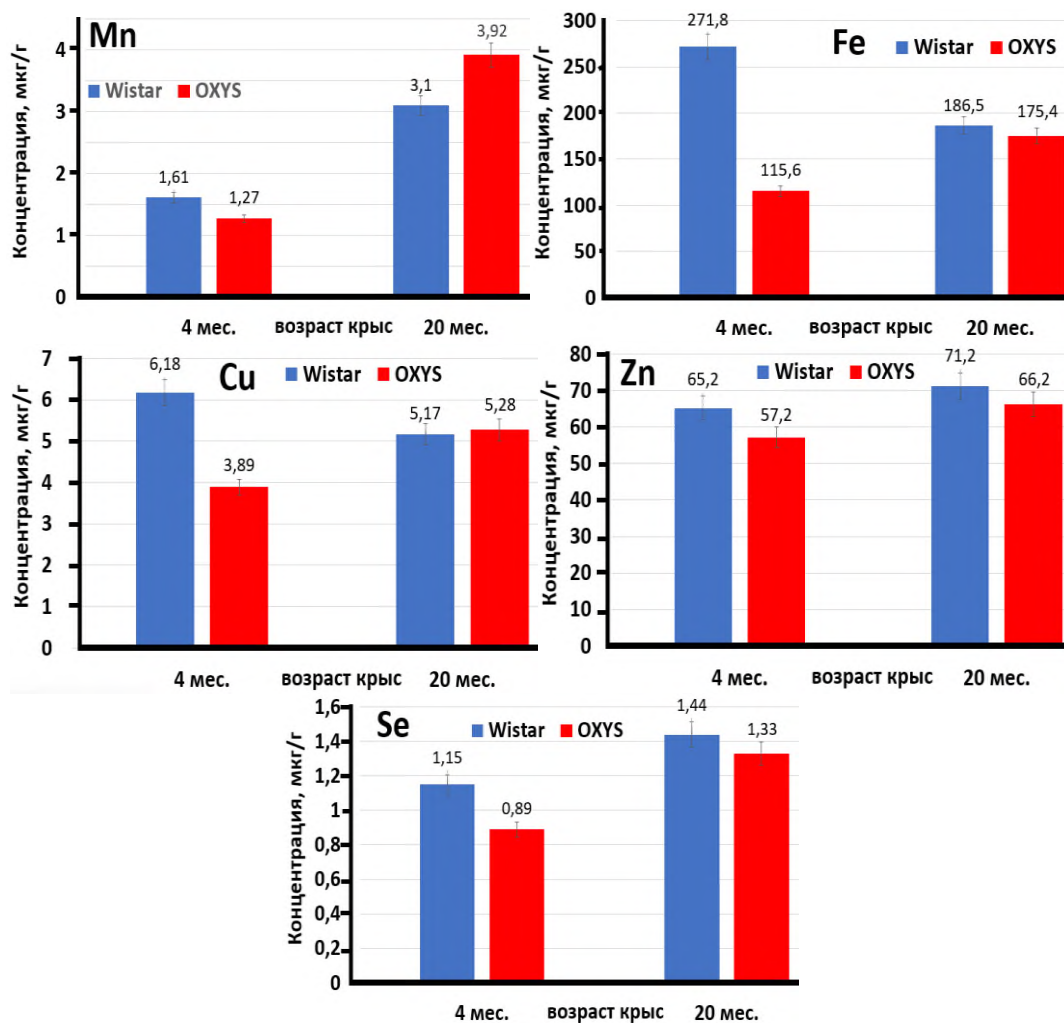 Mn
Концентрация, мкг/г
Wistar OXYS
4
3
2
1
0
1,61
1,27
3,1
3,92
4 мес. возраст крыс 20 мес.
Fe
Концентрация, мкг/г
Wistar OXYS
300
250
200
150
100
50
0
271,8
115,6
186,5
175,4
4 мес. возраст крыс 20 мес.
Cu
Концентрация, мкг/г
Wistar OXYS
7
6
5
4
3
2
1
0
6,18
3,89
5,17
5,28
4 мес. возраст крыс 20 мес.
Zn
Концентрация, мкг/г
Wistar OXYS
80
70
60
50
40
30
20
10
0
65,2
57,2
71,2
66,2
4 мес. возраст крыс 20 мес.
Se
Концентрация, мкг/г
Wistar OXYS
1,6
1,4
1,2
1
0,8
0,6
0,4
0,2
0
1,15
0,89
1,44
1,33
4 мес. возраст крыс 20 мес.